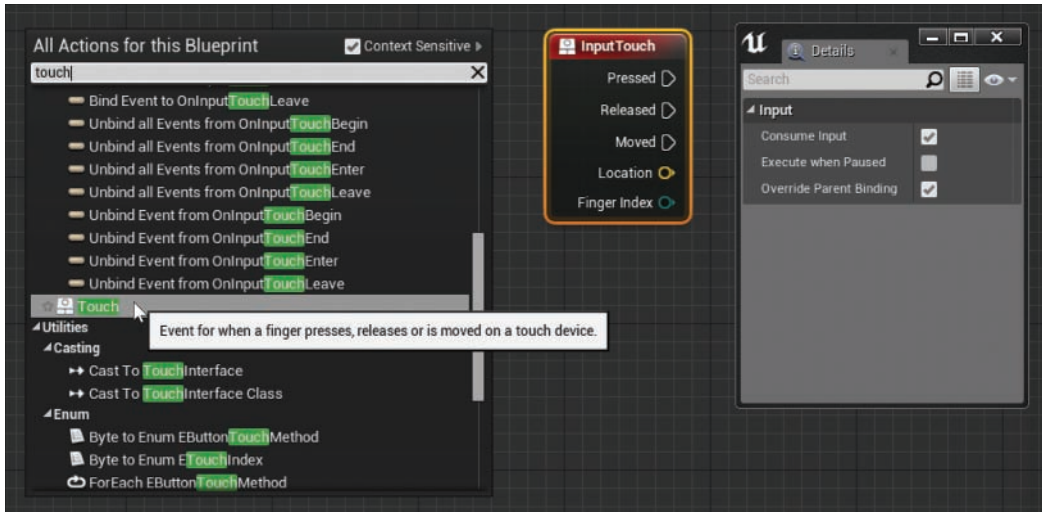 All Actions for this Blueprint
Context Sensitive
touch
Bind Event to OnInputTouchLeave
Unbind all Events from OnInputTouchBegin
Unbind all Events from OnInputTouchEnd
Unbind all Events from OnInputTouchEnter
Unbind all Events from OnInputTouchLeave
Unbind Event from OnInputTouchBegin
Unbind Event from OnInputTouchEnd
Unbind Event from OnInputTouchEnter
Unbind Event from OnInputTouchLeave
Touch
Event for when a finger presses, releases or is moved on a touch device.
Utilities
Casting
Cast To TouchInterface
Cast To TouchInterface Class
Enum
Byte to Enum EButtonTouchMethod
Byte to Enum ETouchIndex
ForEach EButtonTouchMethod
InputTouch
Pressed
Released
Moved
Location
Finger Index
Details
Search
Input
Consume Input
Execute when Paused
Override Parent Binding